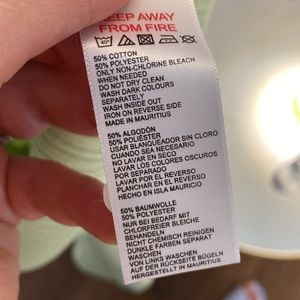 KEEP AWAY
FROM FIRE
40°
50% COTTON
50% POLYESTER
ONLY NON-CHLORINE BLEACH
WHEN NEEDED
DO NOT DRY CLEAN
WASH DARK COLOURS
SEPARATELY
WASH INSIDE OUT
IRON ON REVERSE SIDE
MADE IN MAURITIUS
50% ALGODÓN
50% POLIÉSTER
USAR BLANQUEADOR SIN CLORO
CUANDO SEA NECESARIO
NO LAVAR EN SECO
LAVAR LOS COLORES OSCUROS
POR SEPARADO
LAVAR POR EL REVERSO
PLANCHAR EN EL REVERSO
HECHO EN ISLA MAURICIO
50% BAUMWOLLE
50% POLYESTER
NUR BEI BEDARF MIT
CHLORFREIER BLEICHE
BEHANDELN
NICHT CHEMISCH REINIGEN
DUNKLE FARBEN SEPARAT
WASCHEN
VON LINKS WASCHEN
AUF DER RÜCKSEITE BÜGELN
HERGESTELLT IN MAURITIUS